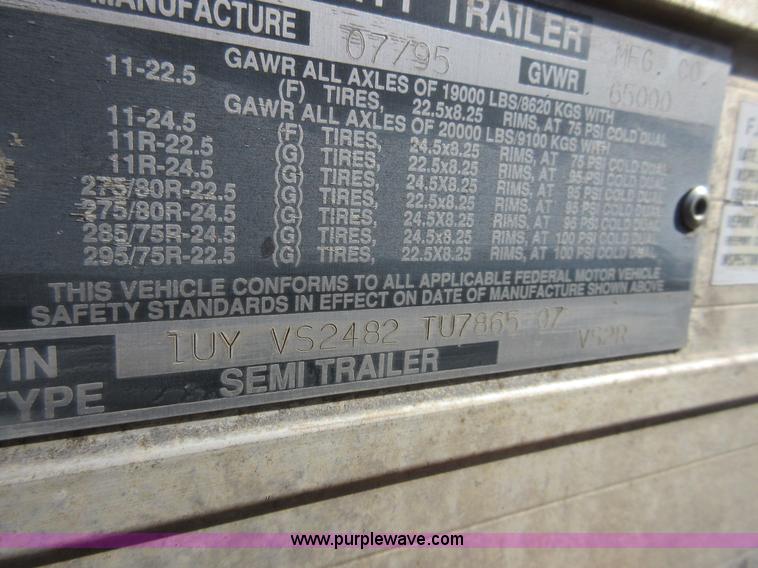 MANUFACTURE 07/95 TRAILER MFG. CO.
GVWR 65000
GAWR ALL AXLES OF 19000 LBS/8620 KGS WITH
11-22.5 (F) TIRES, 22.5x8.25 RIMS, AT 75 PSI COLD DUAL
GAWR ALL AXLES OF 20000 LBS/9100 KGS WITH
11-24.5 (F) TIRES, 24.5x8.25 RIMS, AT 75 PSI COLD DUAL
11R-22.5 (G) TIRES, 22.5x8.25 RIMS, AT PSI COLD DUAL
11R-24.5 (G) TIRES, 24.5x8.25 RIMS, AT PSI COLD DUAL
275/80R-22.5 (G) TIRES, 22.5x8.25 RIMS, AT 95 PSI COLD DUAL
275/80R-24.5 (G) TIRES, 24.5x8.25 RIMS, AT 95 PSI COLD DUAL
285/75R-24.5 (G) TIRES, 24.5x8.25 RIMS, AT 100 PSI COLD DUAL
295/75R-22.5 (G) TIRES, 22.5x8.25 RIMS, AT 100 PSI COLD DUAL
THIS VEHICLE CONFORMS TO ALL APPLICABLE FEDERAL MOTOR VEHICLE
SAFETY STANDARDS IN EFFECT ON DATE OF MANUFACTURE SHOWN ABOVE
VIN 1UY VS2482 TU7865 07 VS2R
TYPE SEMI TRAILER
www.purplewave.com